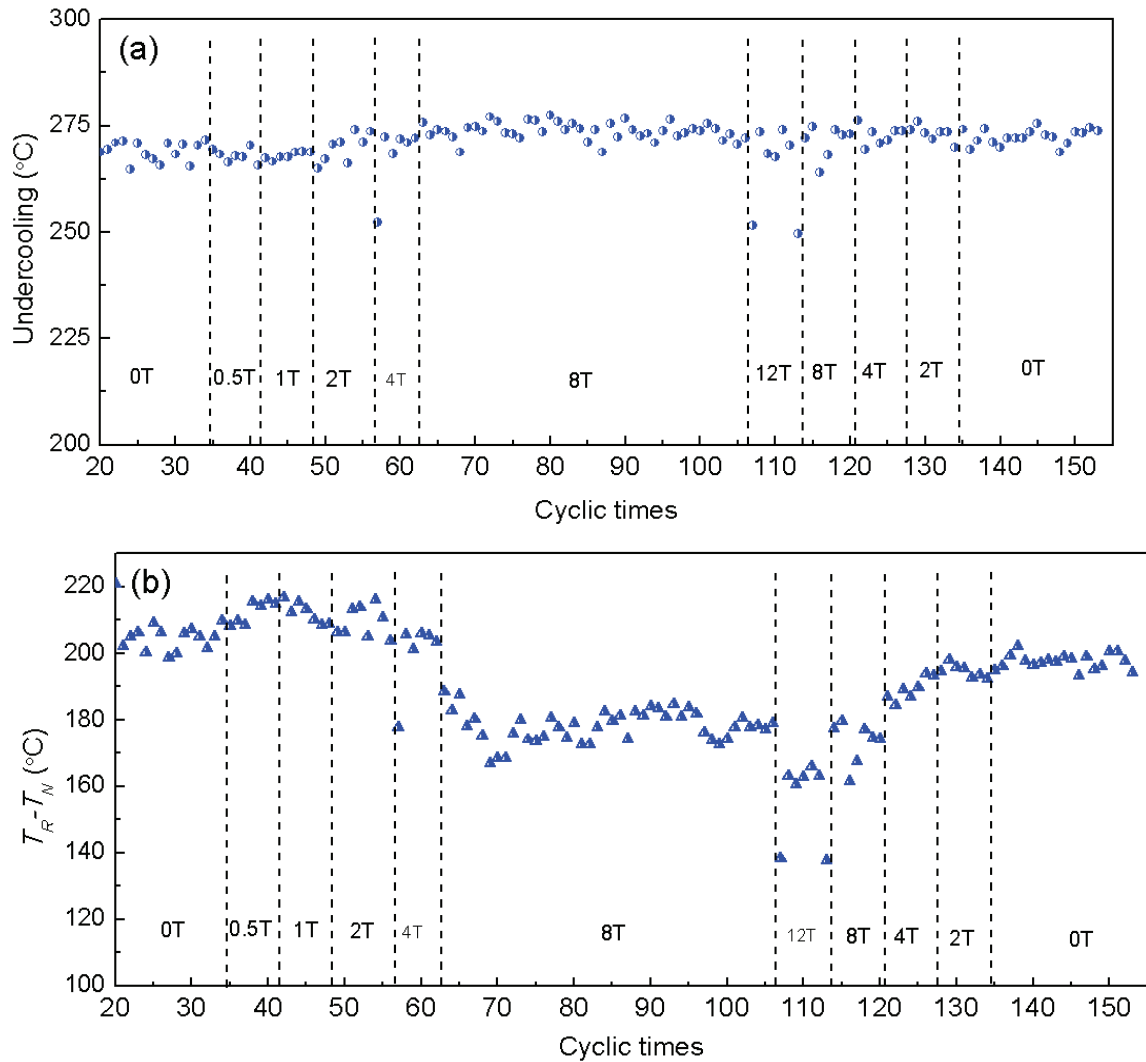 (a)
300
275
250
225
200
Undercooling (°C)
0T 0.5T 1T 2T 4T 8T 12T 8T 4T 2T 0T
20 30 40 50 60 70 80 90 100 110 120 130 140 150
Cyclic times
(b)
220
200
180
160
140
120
100
T_R-T_N (°C)
0T 0.5T 1T 2T 4T 8T 12T 8T 4T 2T 0T
20 30 40 50 60 70 80 90 100 110 120 130 140 150
Cyclic times